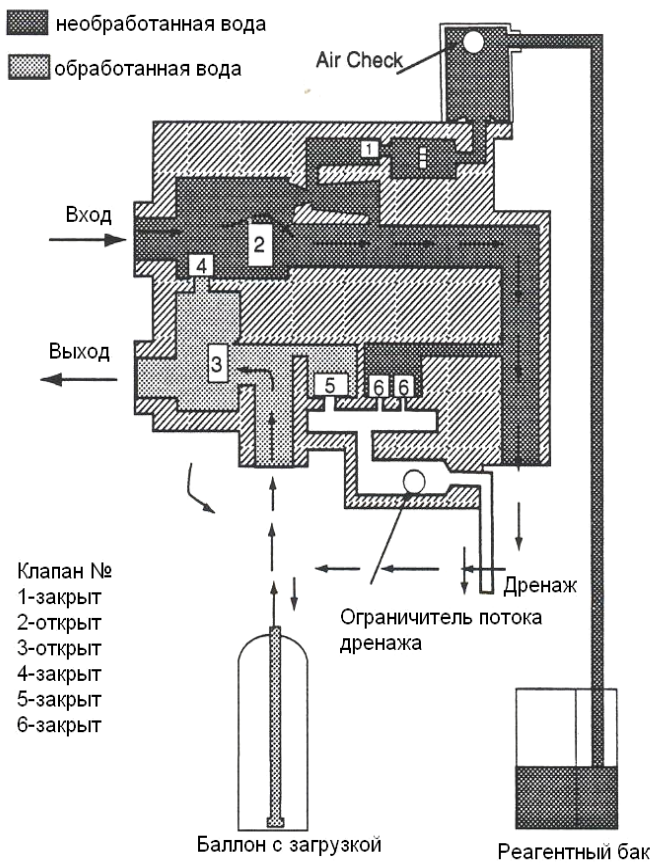 необработанная вода
обработанная вода
Air Check
1
Вход
2
4
Выход
3
5
6 6
Клапан №
1-закрыт
2-открыт
3-открыт
4-закрыт
5-закрыт
6-закрыт
Дренаж
Ограничитель потока
дренажа
Баллон с загрузкой
Реагентный бак